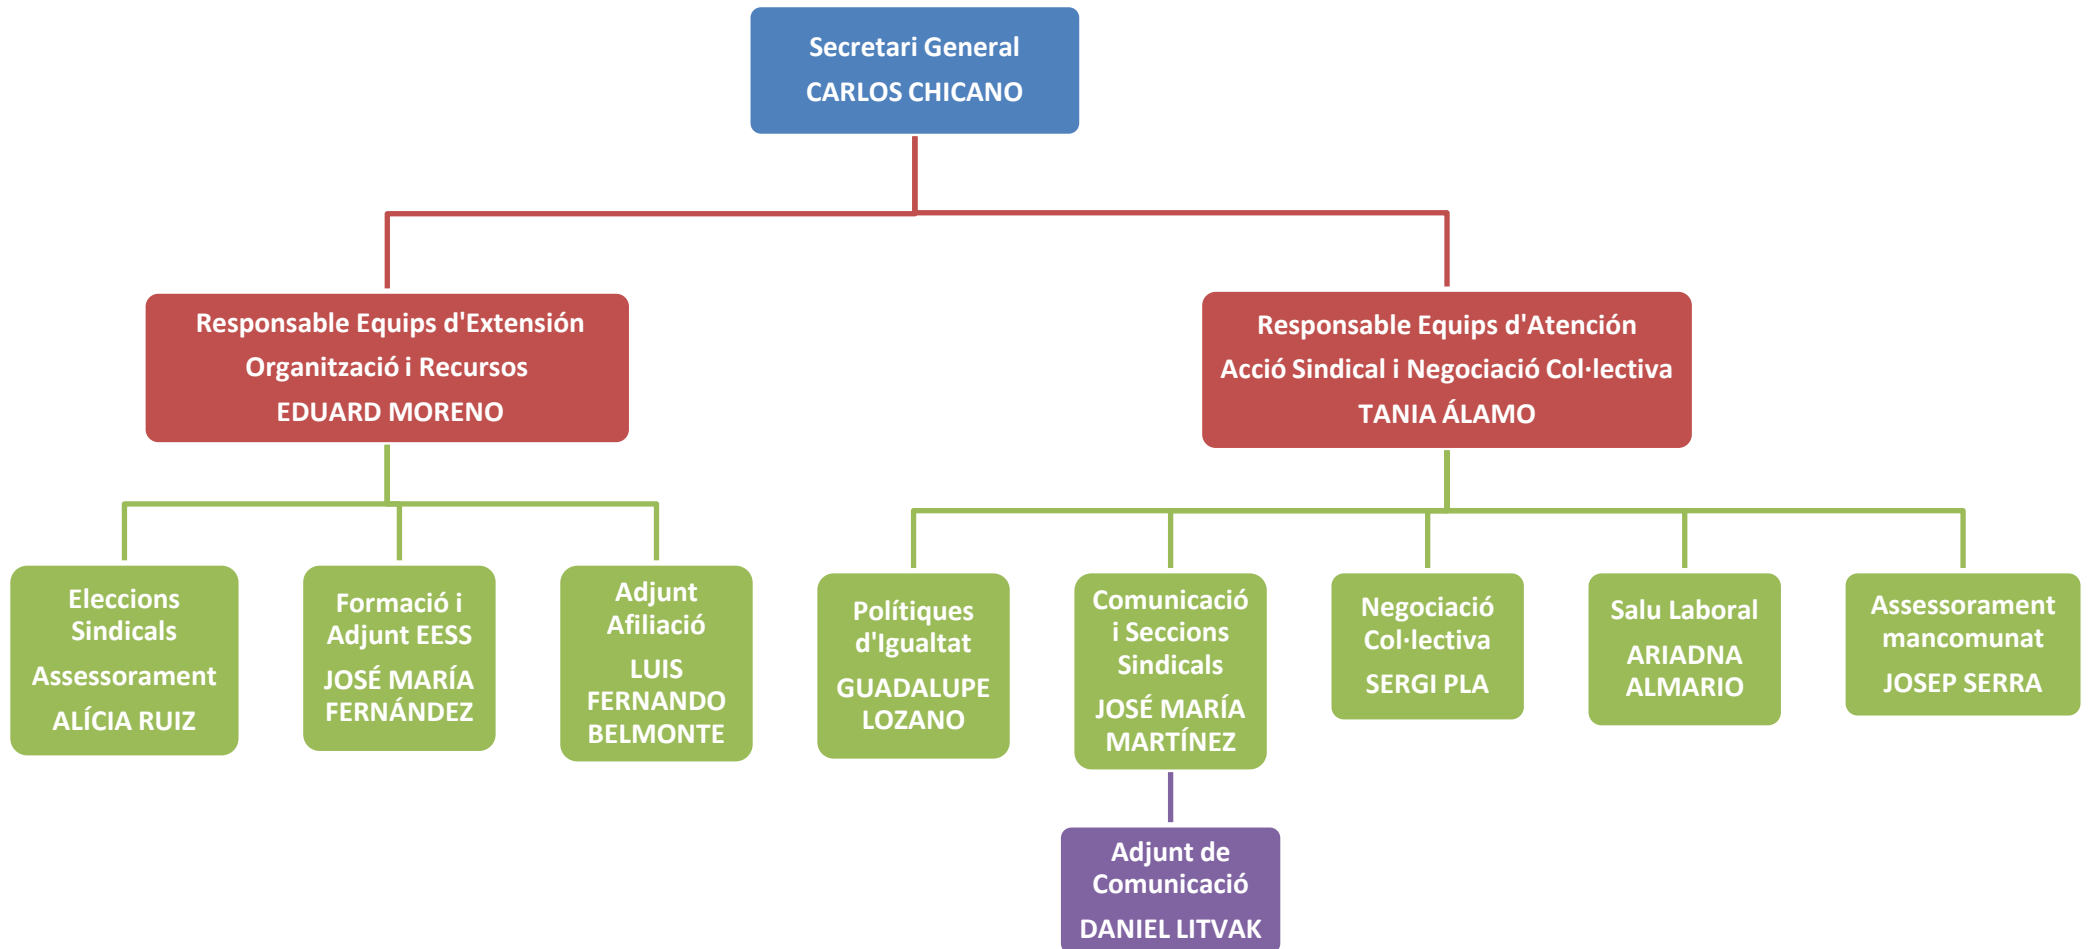 Secretari General
CARLOS CHICANO
Responsable Equips d'Extensión
Organització i Recursos
EDUARD MORENO
Responsable Equips d'Atención
Acció Sindical i Negociació Col·lectiva
TANIA ÁLAMO
Eleccions
Sindicals
Assessorament
ALÍCIA RUIZ
Formació i
Adjunt EESS
JOSÉ MARÍA
FERNÁNDEZ
Adjunt
Afiliació
LUIS
FERNANDO
BELMONTE
Polítiques
d'Igualtat
GUADALUPE
LOZANO
Comunicació
i Seccions
Sindicals
JOSÉ MARÍA
MARTÍNEZ
Negociació
Col·lectiva
SERGI PLA
Salu Laboral
ARIADNA
ALMARIO
Assessorament
mancomunat
JOSEP SERRA
Adjunt de
Comunicació
DANIEL LITVAK